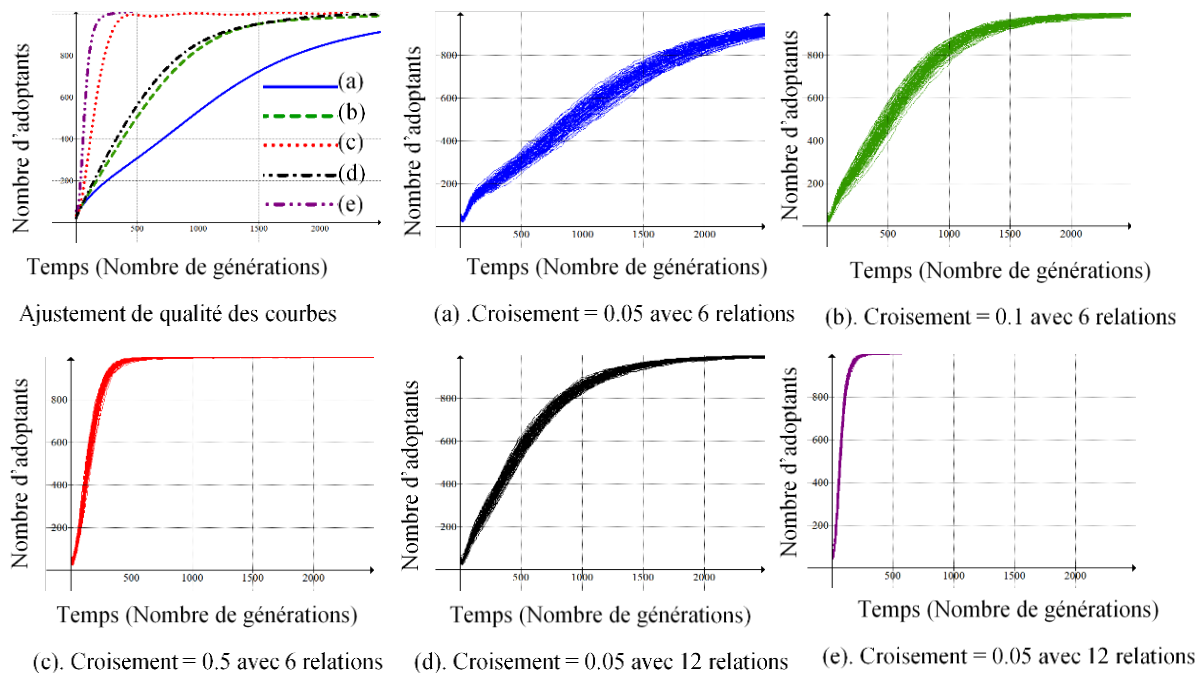 Nombre d'adoptants
800
600
400
200
500
1000
1500
2000
(a)
(b)
(c)
(d)
(e)
Temps (Nombre de générations)
Ajustement de qualité des courbes
Nombre d'adoptants
800
600
400
200
500
1000
1500
2000
Temps (Nombre de générations)
(a) .Croisement = 0.05 avec 6 relations
Nombre d'adoptants
800
600
400
200
500
1000
1500
2000
Temps (Nombre de générations)
(b). Croisement = 0.1 avec 6 relations
Nombre d'adoptants
800
600
400
200
500
1000
1500
2000
Temps (Nombre de générations)
(c). Croisement = 0.5 avec 6 relations
Nombre d'adoptants
800
600
400
200
500
1000
1500
2000
Temps (Nombre de générations)
(d). Croisement = 0.05 avec 12 relations
Nombre d'adoptants
800
600
400
200
500
1000
1500
2000
Temps (Nombre de générations)
(e). Croisement = 0.05 avec 12 relations